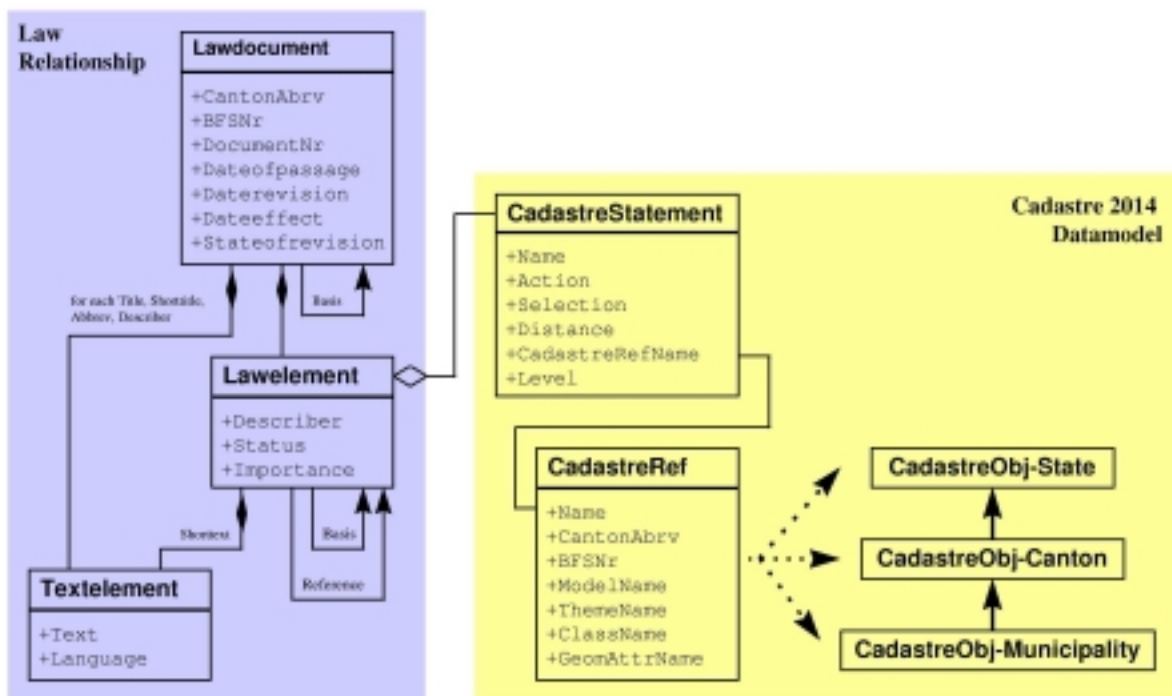 Law
Relationship
Lawdocument
+CantonAbrv
+BFSNr
+DocumentNr
+Dateofpassage
+Daterevision
+Dateeffect
+Stateofrevision
for each Title, Shorttitle,
Abbrev, Describer
Basis
Lawelement
+Describer
+Status
+Importance
Shorttext
Basis
Reference
Textelement
+Text
+Language
Cadastre 2014
Datamodel
CadastreStatement
+Name
+Action
+Selection
+Distance
+CadastreRefName
+Level
CadastreRef
+Name
+CantonAbrv
+BFSNr
+ModelName
+ThemeName
+ClassName
+GeomAttrName
CadastreObj-State
CadastreObj-Canton
CadastreObj-Municipality